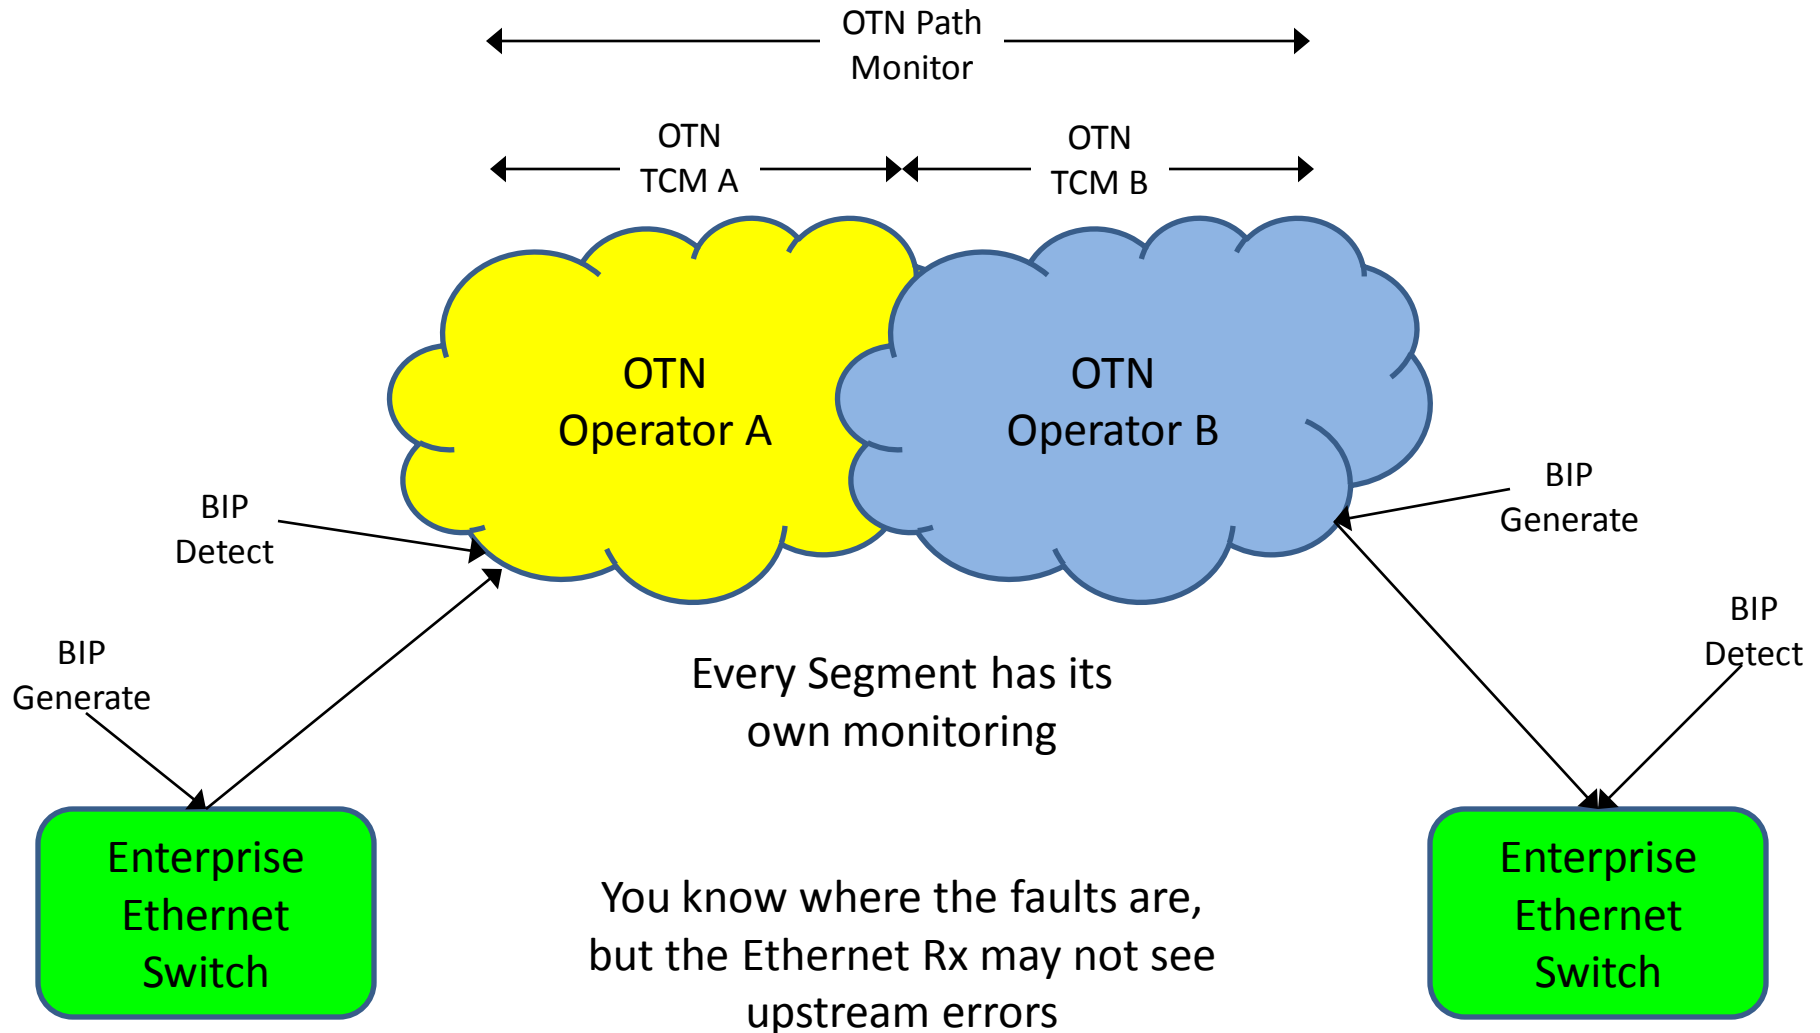 OTN Path
Monitor
OTN
TCM A
OTN
TCM B
OTN
Operator A
OTN
Operator B
BIP
Detect
BIP
Generate
BIP
Generate
BIP
Detect
Every Segment has its
own monitoring
Enterprise
Ethernet
Switch
You know where the faults are,
but the Ethernet Rx may not see
upstream errors
Enterprise
Ethernet
Switch